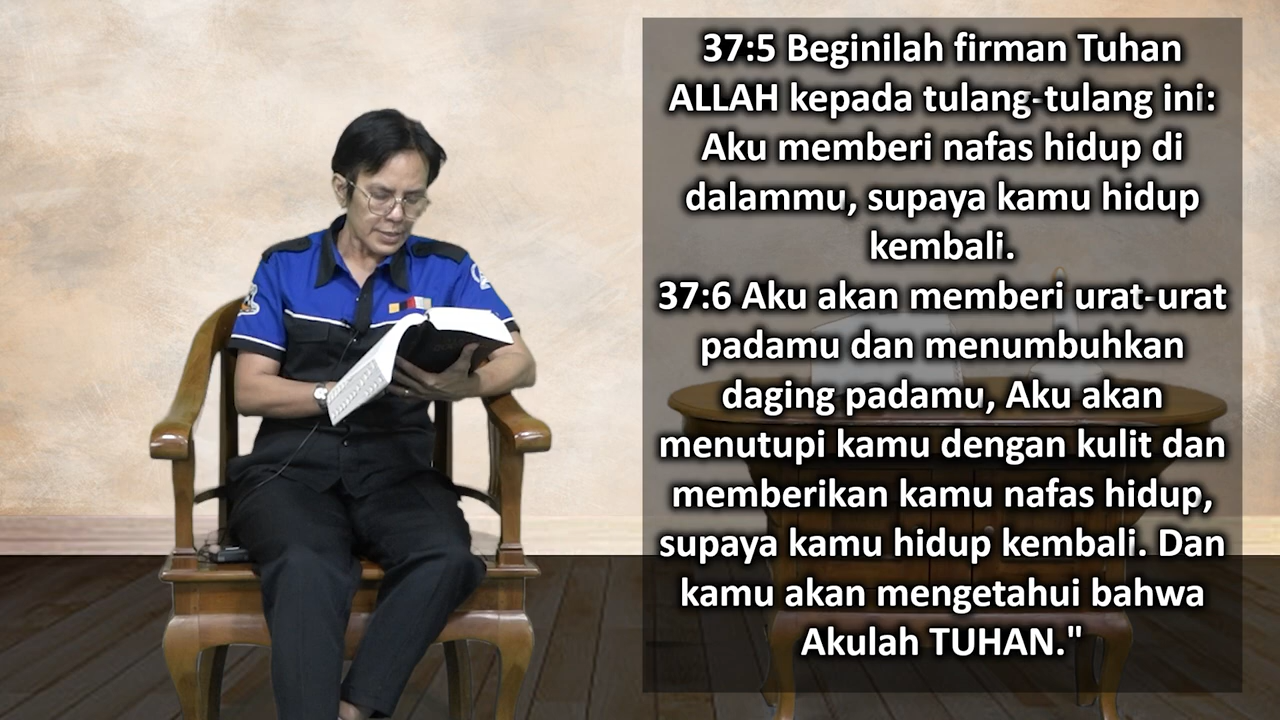 37:5 Beginilah firman Tuhan
ALLAH kepada tulang-tulang ini:
Aku memberi nafas hidup di
dalammu, supaya kamu hidup
kembali.
37:6 Aku akan memberi urat-urat
padamu dan menumbuhkan
daging padamu, Aku akan
menutupi kamu dengan kulit dan
memberikan kamu nafas hidup,
supaya kamu hidup kembali. Dan
kamu akan mengetahui bahwa
Akulah TUHAN."